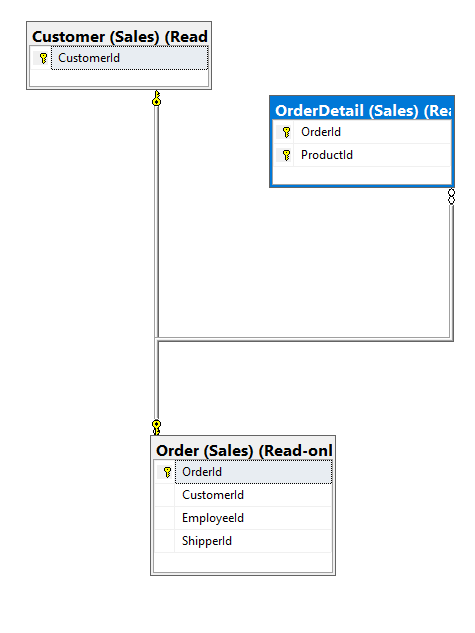 Customer (Sales) (Read
CustomerId
OrderDetail (Sales) (Rea
OrderId
ProductId
Order (Sales) (Read-onl
OrderId
CustomerId
EmployeeId
ShipperId